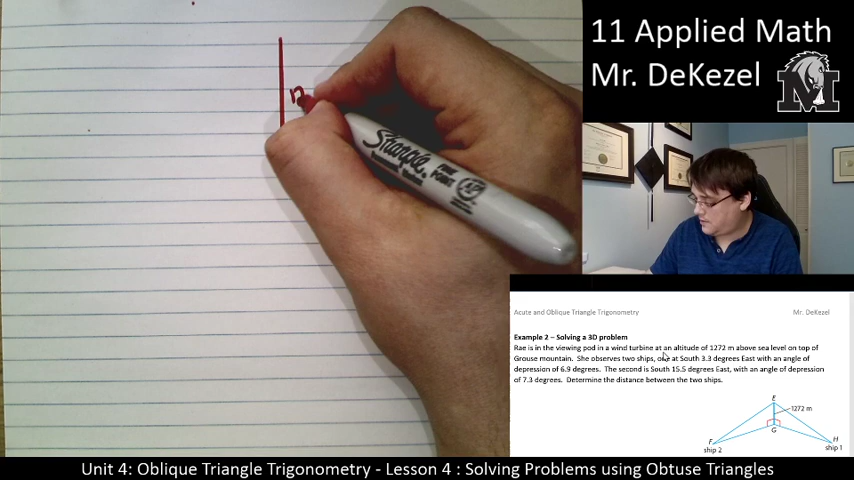 11 Applied Math
Mr. DeKezel
M
Sharpie.
FINE POINT
AP
Acute and Oblique Triangle Trigonometry
Mr. DeKezel
Example 2 – Solving a 3D problem
Rae is in the viewing pod in a wind turbine at an altitude of 1272 m above sea level on top of
Grouse mountain. She observes two ships, one at South 3.3 degrees East with an angle of
depression of 6.9 degrees. The second is South 15.5 degrees East, with an angle of depression
of 7.3 degrees. Determine the distance between the two ships.
E
1272 m
G
F
ship 2
H
ship 1
Unit 4: Oblique Triangle Trigonometry - Lesson 4 : Solving Problems using Obtuse Triangles